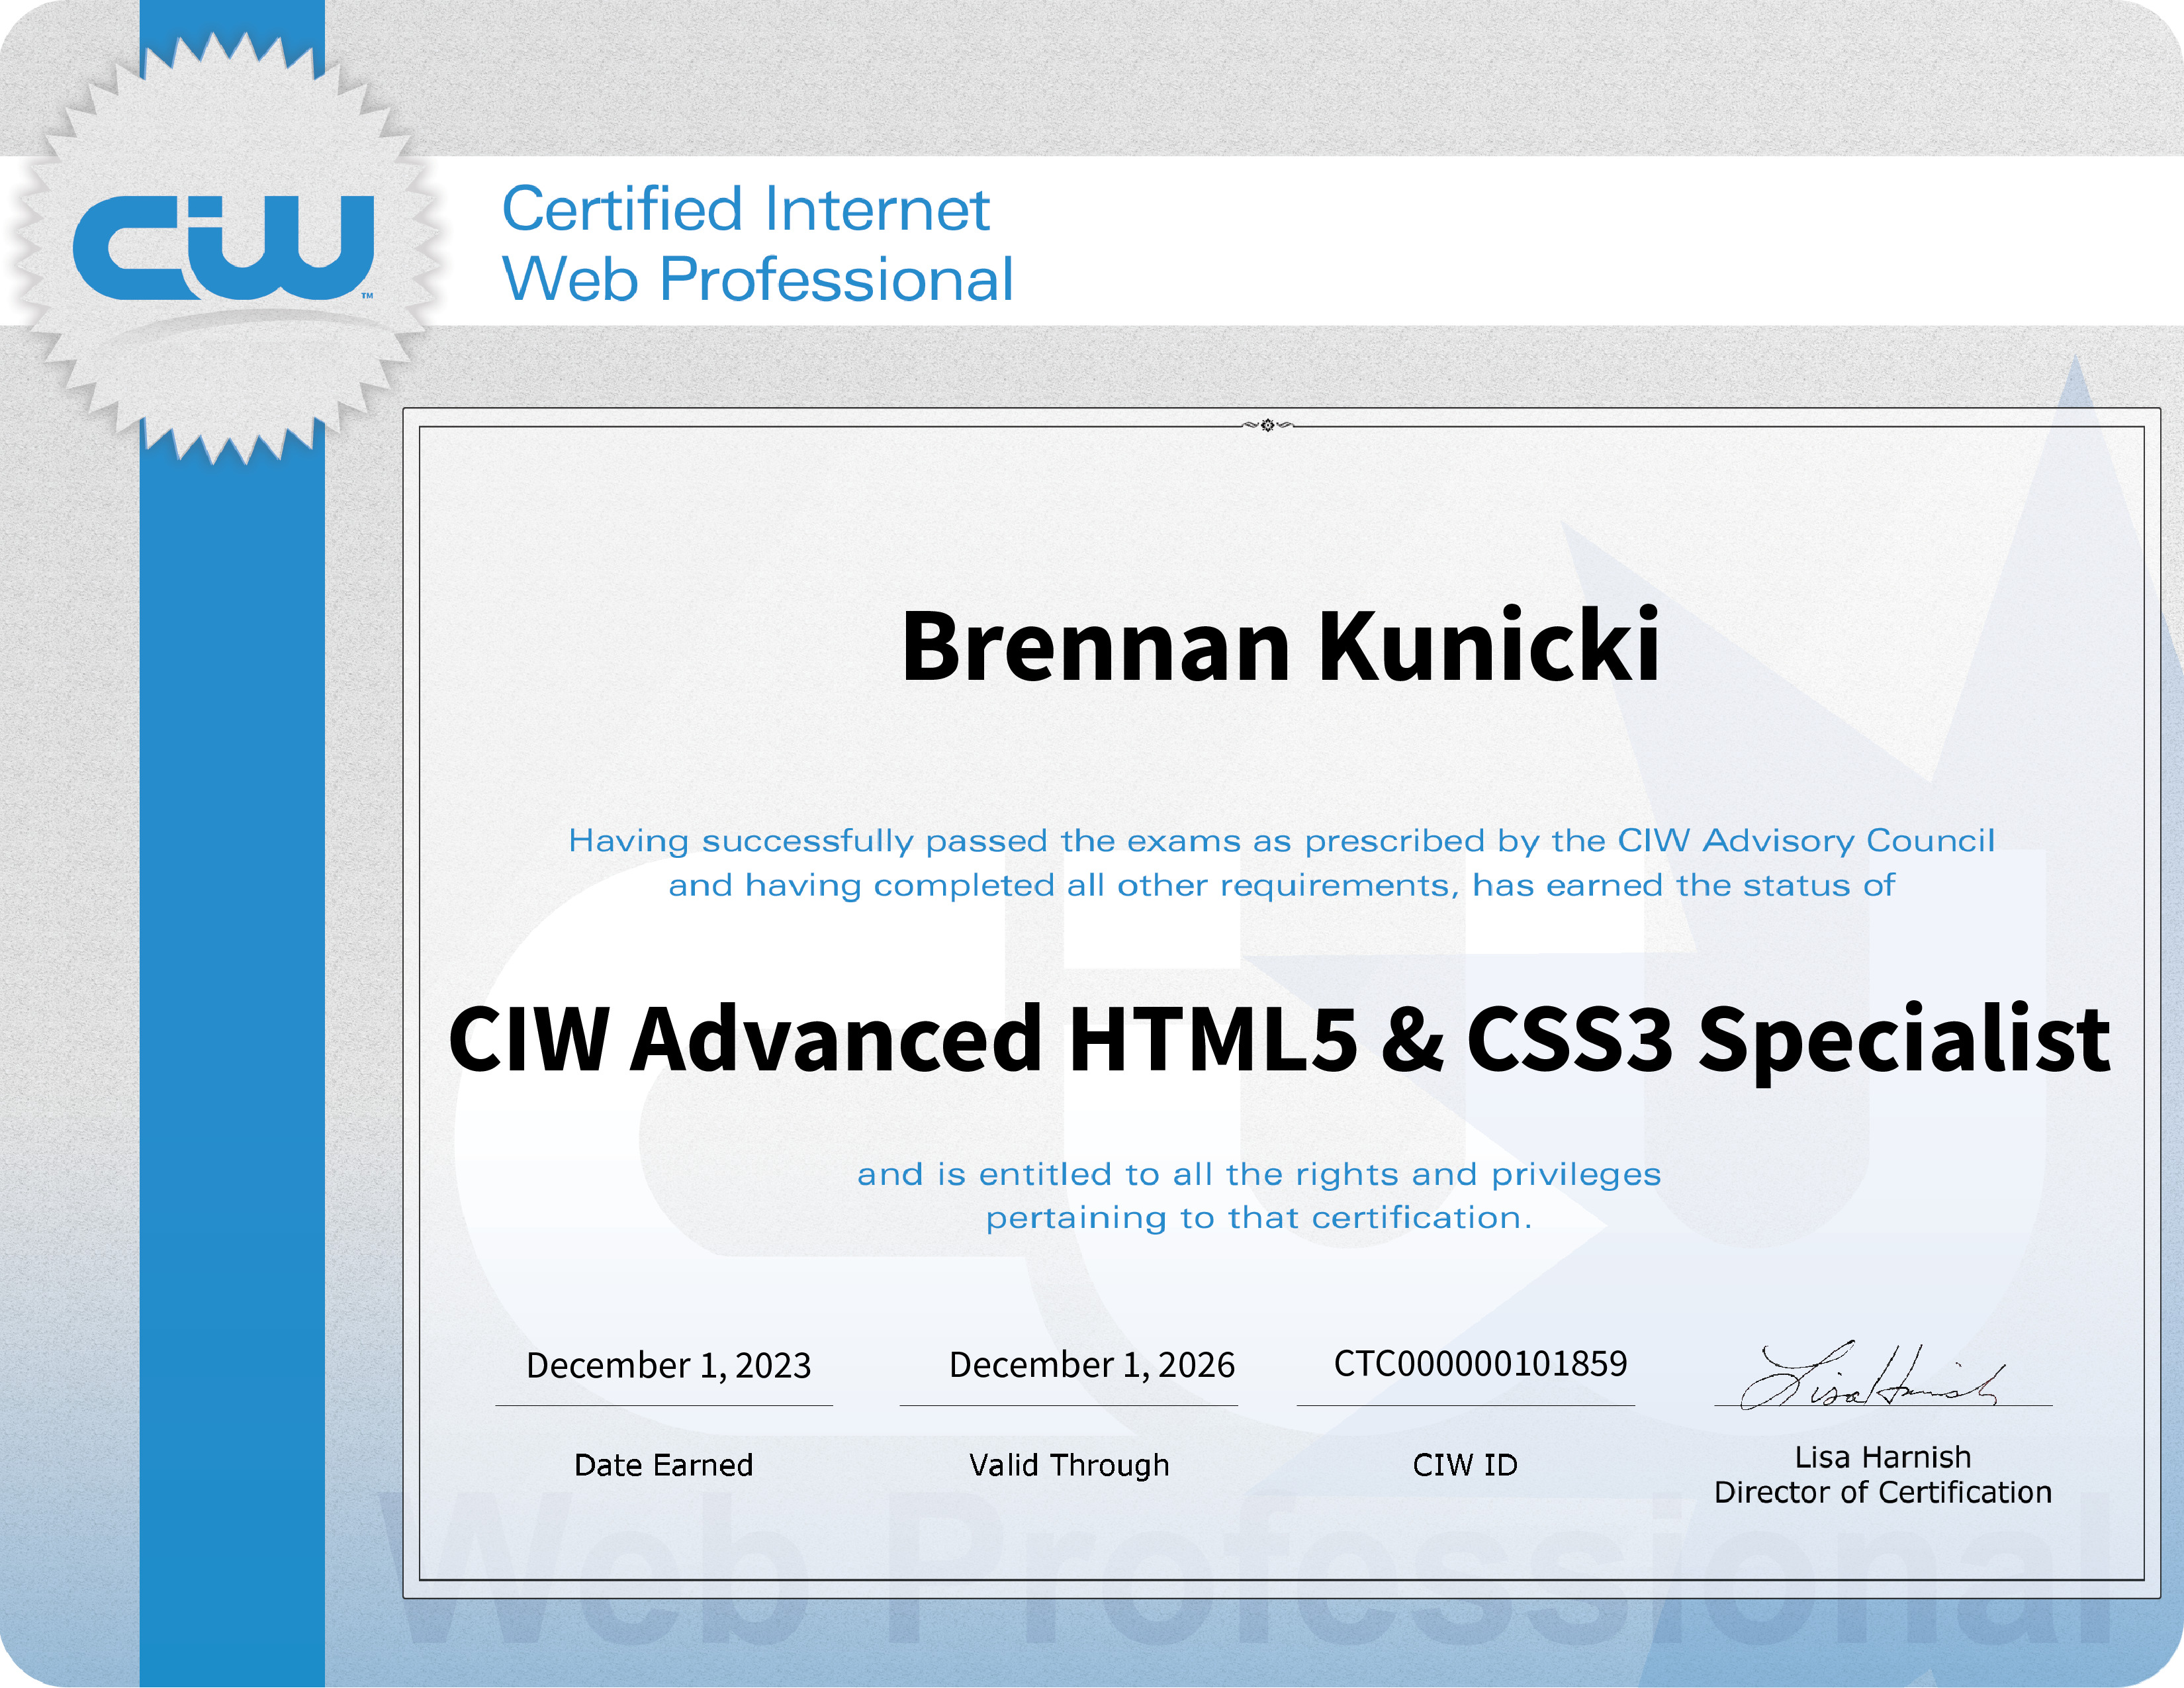 CIW™
Certified Internet
Web Professional
Brennan Kunicki
Having successfully passed the exams as prescribed by the CIW Advisory Council
and having completed all other requirements, has earned the status of
CIW Advanced HTML5 & CSS3 Specialist
and is entitled to all the rights and privileges
pertaining to that certification.
December 1, 2023
December 1, 2026
CTC000000101859
Lisa Harnish
Date Earned
Valid Through
CIW ID
Lisa Harnish
Director of Certification
Web Professional